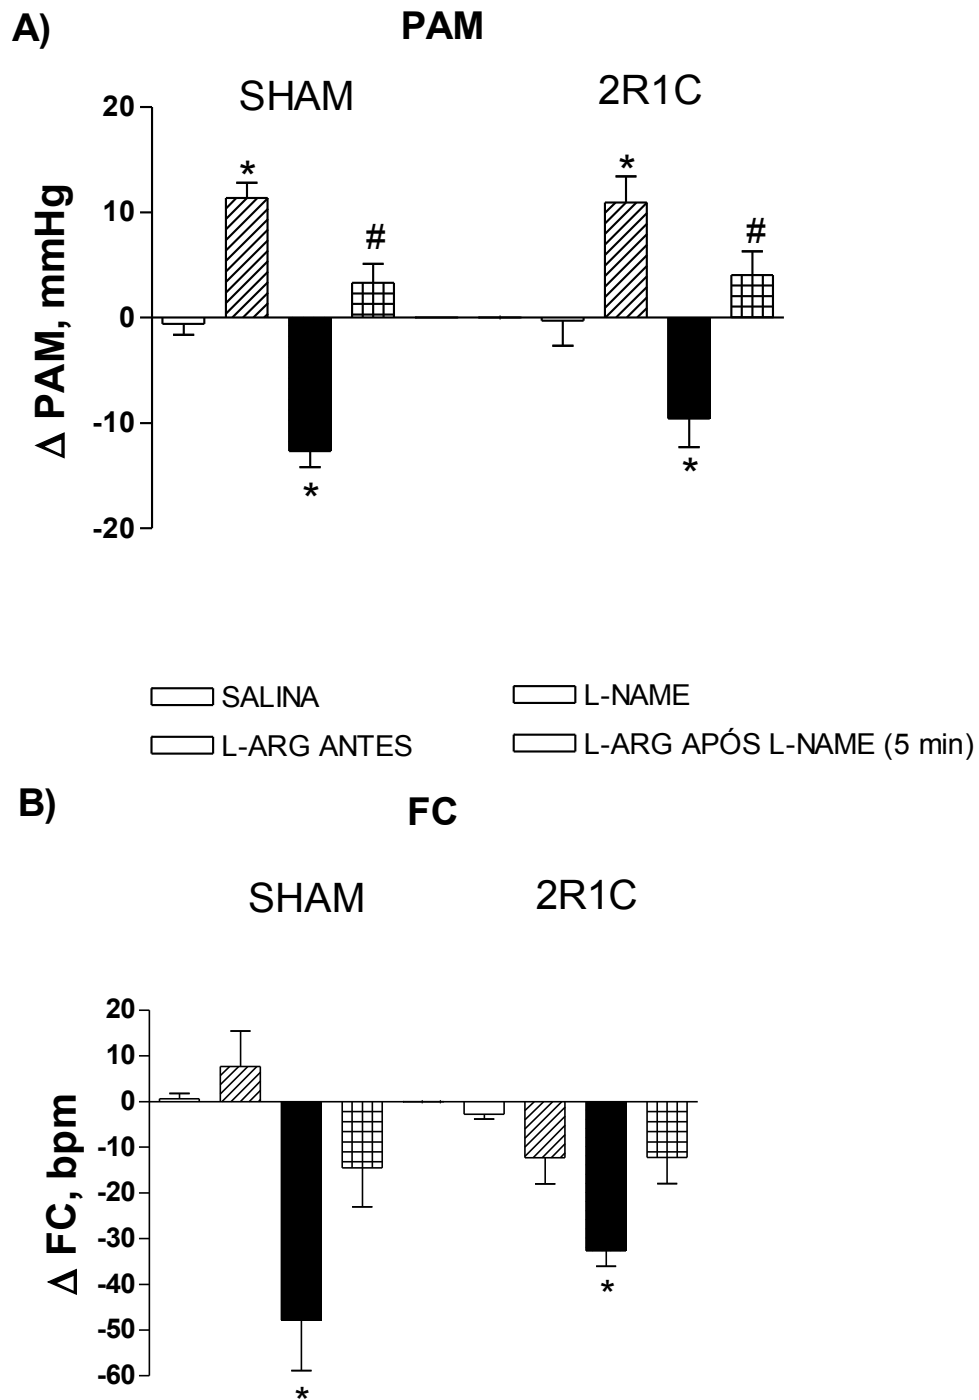 A)
PAM
SHAM 2R1C
Δ PAM, mmHg
20
10
0
-10
-20
*
#
*
*
#
*
SALINA L-NAME
L-ARG ANTES L-ARG APÓS L-NAME (5 min)
B)
FC
SHAM 2R1C
Δ FC, bpm
20
10
0
-10
-20
-30
-40
-50
-60
*
*